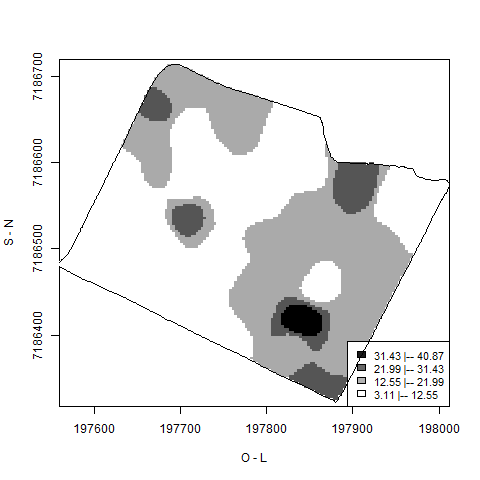 7186700
7186600
7186500
7186400
S - N
31.43 |-- 40.87
21.99 |-- 31.43
12.55 |-- 21.99
3.11 |-- 12.55
197600 197700 197800 197900 198000
O - L